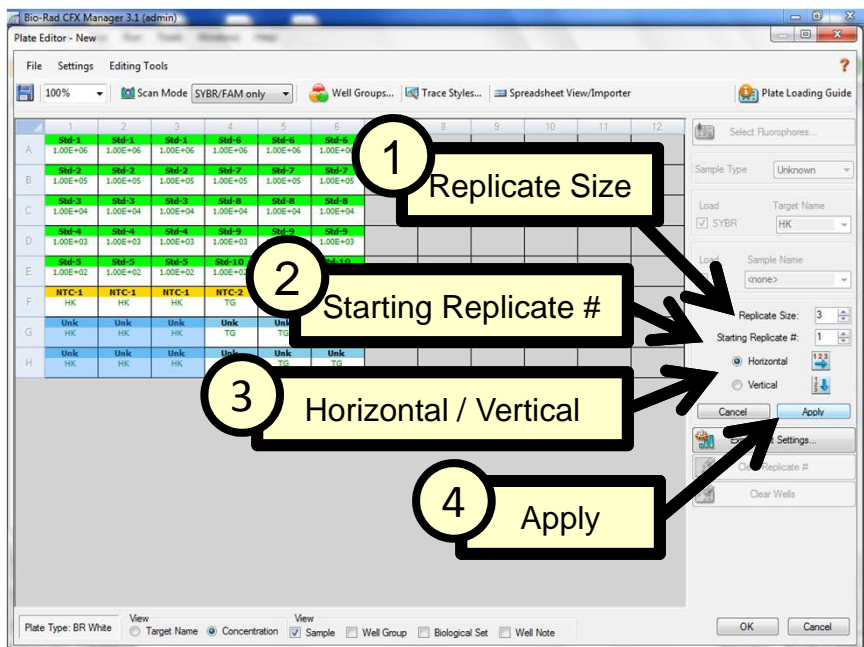 Bio-Rad CFX Manager 3.1 (admin)
Plate Editor - New
File Settings Editing Tools
100% Scan Mode SYBR/FAM only Well Groups... Trace Styles... Spreadsheet View/Importer Plate Loading Guide
1 2 3 4 5 6 8 9 10 11 12
A Std-1 Std-1 Std-1 Std-6 Std-6 Std-6
1.00E+06 1.00E+06 1.00E+06 1.00E+06 1.00E+06 1.00E+06
B Std-2 Std-2 Std-2 Std-7 Std-7 Std-7
1.00E+05 1.00E+05 1.00E+05 1.00E+05 1.00E+05 1.00E+05
C Std-3 Std-3 Std-3 Std-8 Std-8 Std-8
1.00E+04 1.00E+04 1.00E+04 1.00E+04 1.00E+04 1.00E+04
D Std-4 Std-4 Std-4 Std-9 Std-9 Std-9
1.00E+03 1.00E+03 1.00E+03 1.00E+03
E Std-5 Std-5 Std-5 Std-10
1.00E+02 1.00E+02 1.00E+02 1.00E+02
F NTC-1 NTC-1 NTC-1 NTC-2
HK HK HK TG
G Unk Unk Unk Unk Unk
HK HK HK TG TG
H Unk Unk Unk Unk Unk
HK HK HK TG TG
1 Replicate Size
2 Starting Replicate #
3 Horizontal / Vertical
4 Apply
Select Fluorophores...
Sample Type Unknown
Load Target Name
SYBR HK
Load Sample Name
<none>
Replicate Size: 3
Starting Replicate #: 1
Horizontal 1 2 3
Vertical
Cancel Apply
Settings...
Replicate #
Clear Wells
Plate Type: BR White
View
Target Name Concentration
View
Sample Well Group Biological Set Well Note
OK Cancel